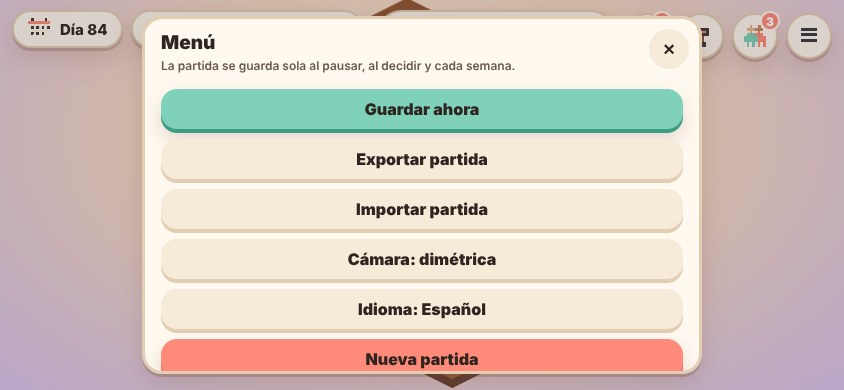 Día 84
3
Menú
×
La partida se guarda sola al pausar, al decidir y cada semana.
Guardar ahora
Exportar partida
Importar partida
Cámara: dimétrica
Idioma: Español
Nueva partida